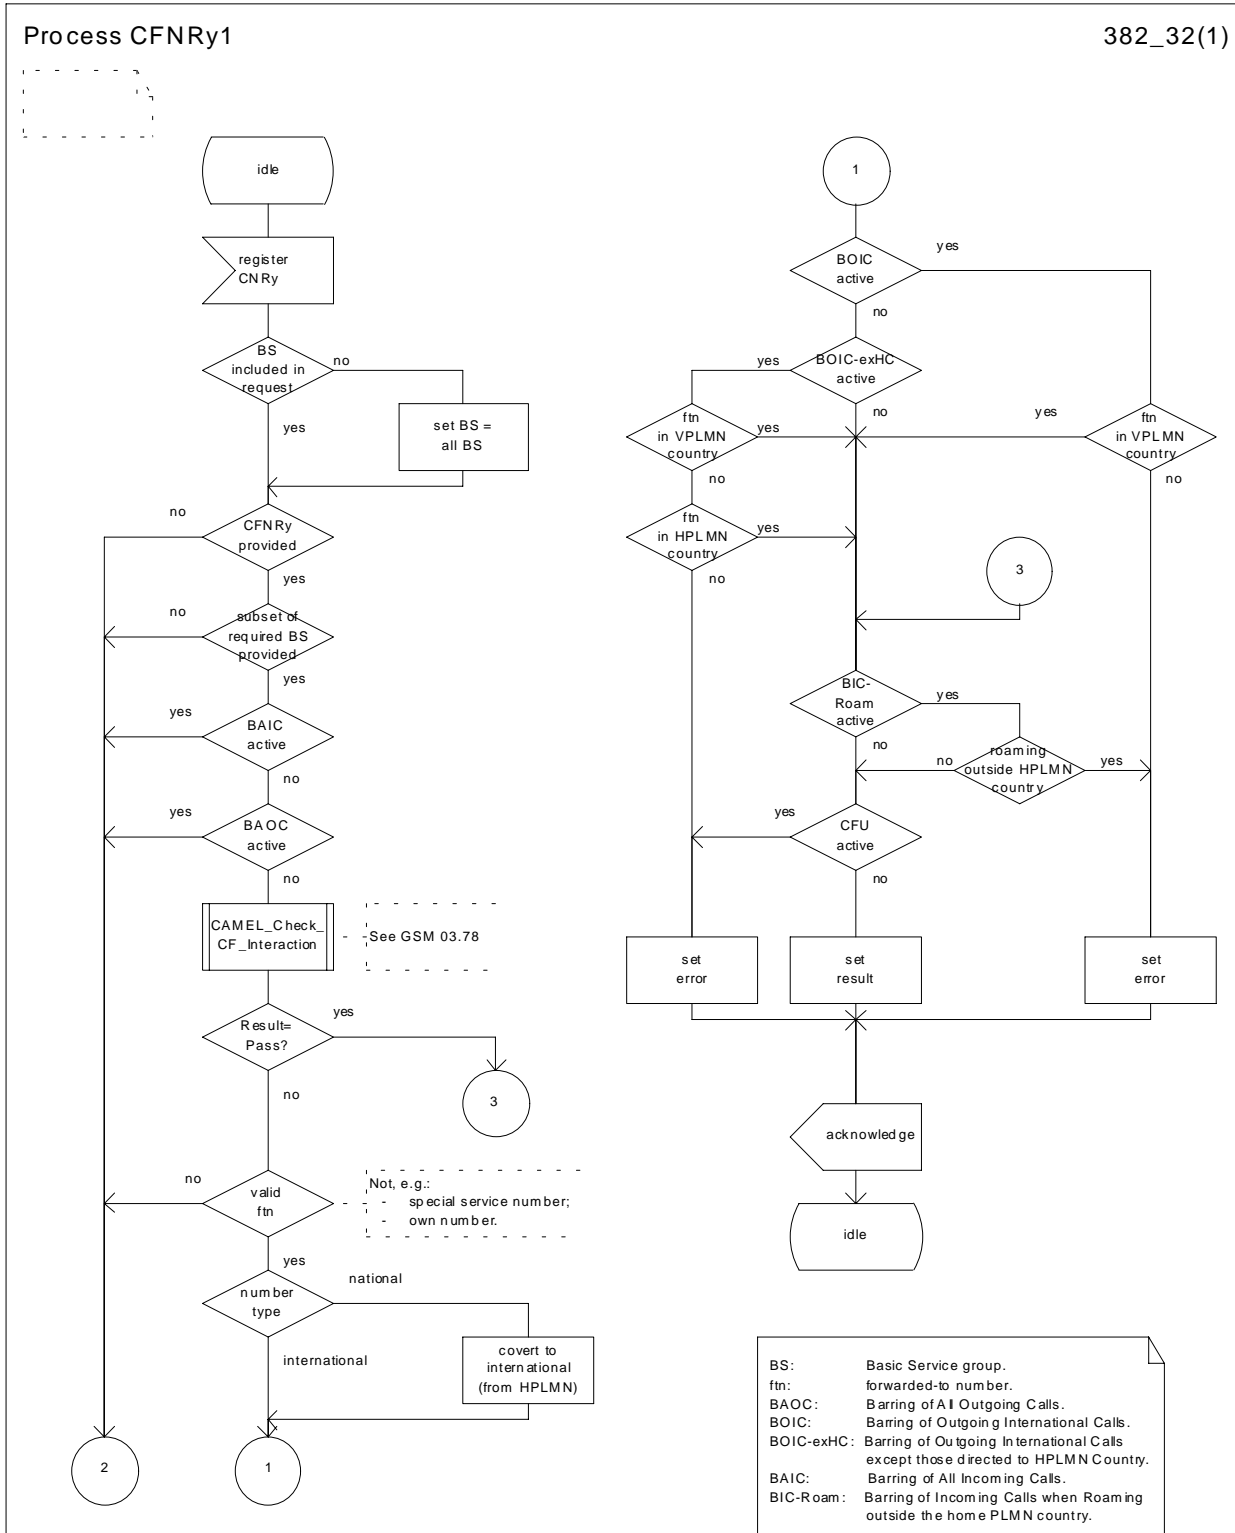 Process CFNRy1
382_32(1)
idle
register
CNRy
BS
included in
request
no
yes
set BS =
all BS
no
CFNRy
provided
yes
no
subset of
required BS
provided
yes
yes
BAIC
active
no
yes
BAOC
active
no
CAMEL_Check_
CF_Interaction
See GSM 03.78
Result=
Pass?
yes
no
3
no
valid
ftn
Not, e.g.:
- special service number;
- own number.
yes
number
type
national
international
covert to
international
(from HPLMN)
2
1
1
BOIC
active
yes
no
yes
BOIC-exHC
active
no
ftn
in VPLMN
country
yes
no
yes
ftn
in VPLMN
country
no
ftn
in HPLMN
country
yes
no
3
BIC-
Roam
active
yes
no
no
roaming
outside HPLMN
country
yes
yes
CFU
active
no
set
error
set
result
set
error
acknowledge
idle
BS: Basic Service group.
ftn: forwarded-to number.
BAOC: Barring of All Outgoing Calls.
BOIC: Barring of Outgoing International Calls.
BOIC-exHC: Barring of Outgoing International Calls
except those directed to HPLMN Country.
BAIC: Barring of All Incoming Calls.
BIC-Roam: Barring of Incoming Calls when Roaming
outside the home PLMN country.